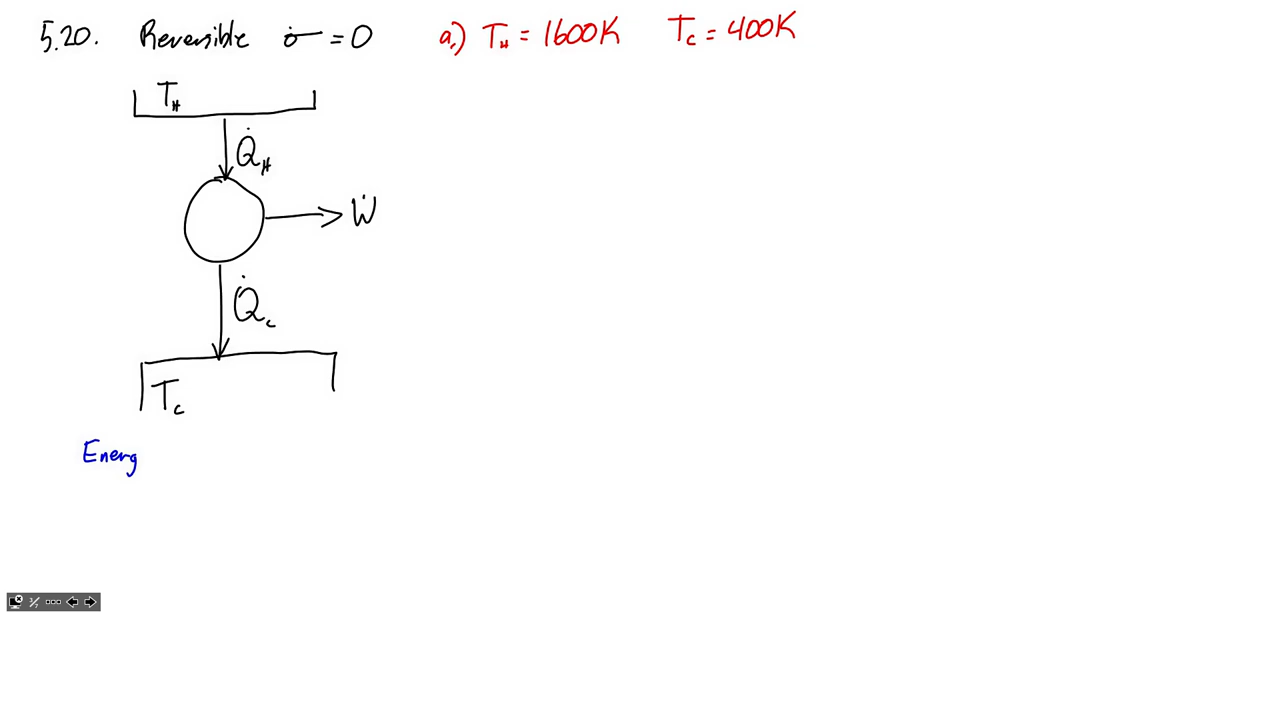 5.20. Reversible σ̇ = 0 a.) T_H = 1600K T_C = 400K
T_H
Q̇_H
Ẇ
Q̇_C
T_C
Energ